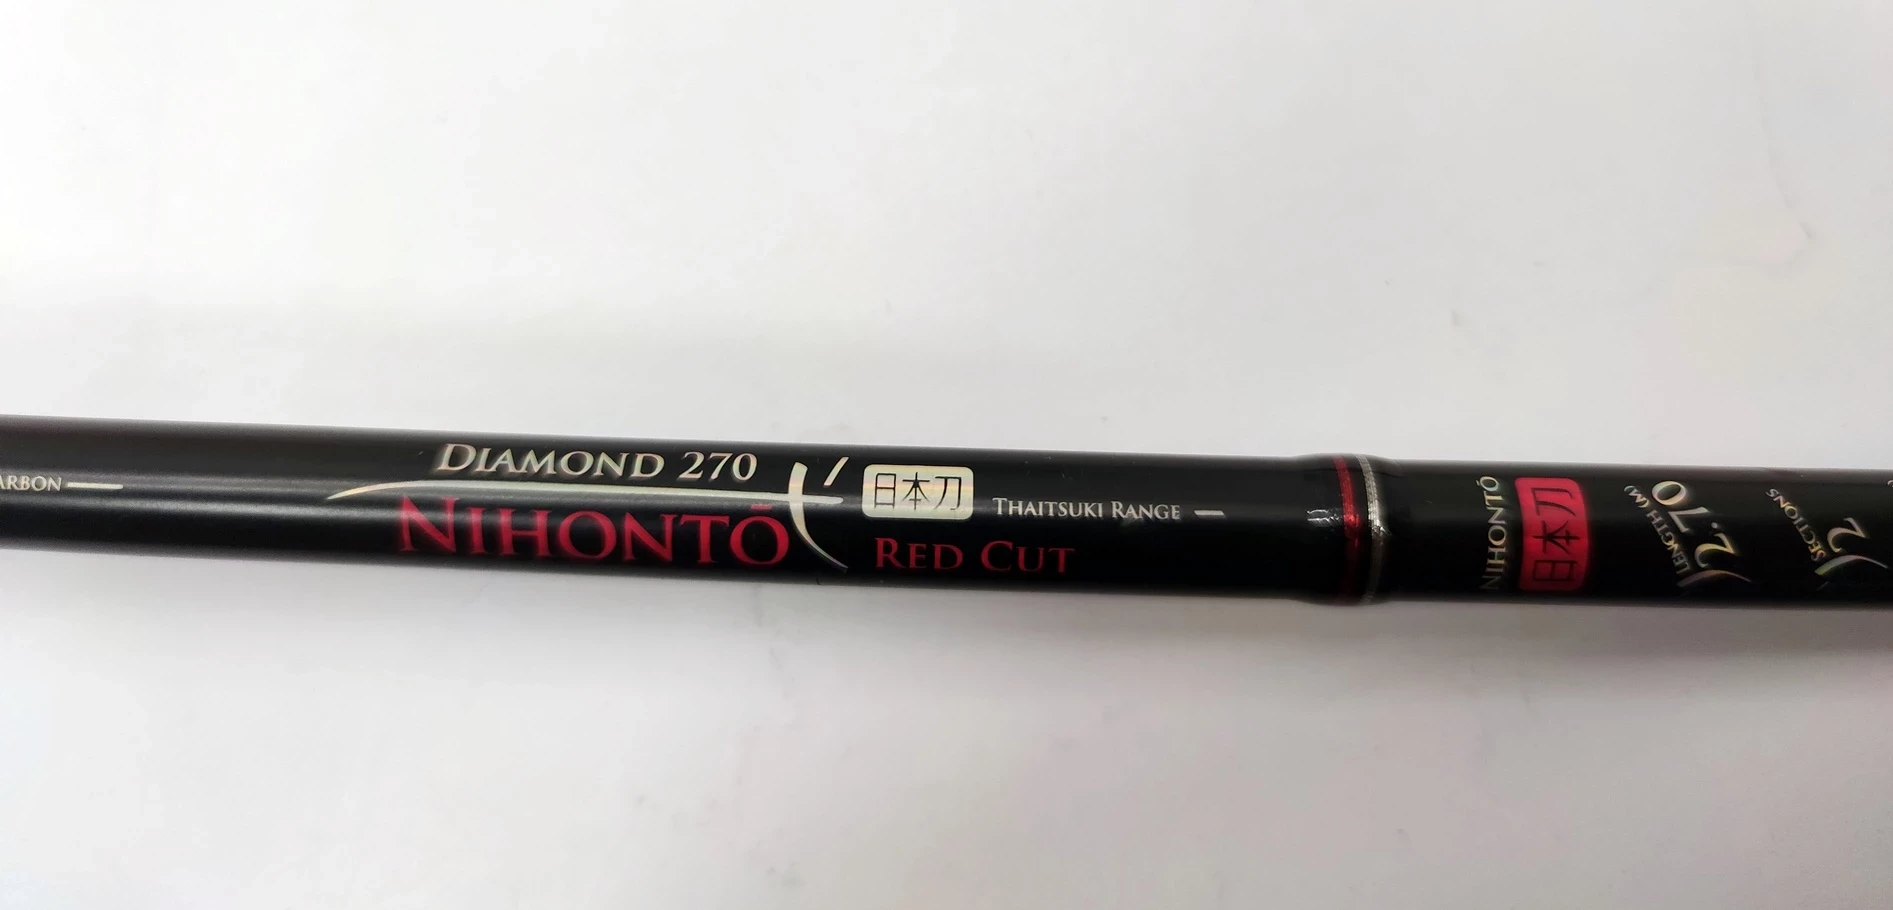 DIAMOND 270
NIHONTŌ
日本刀
RED CUT
THAITSUKI RANGE
NIHONTŌ
日本刀
LENGTH (M)
2.70
SECTIONS
2